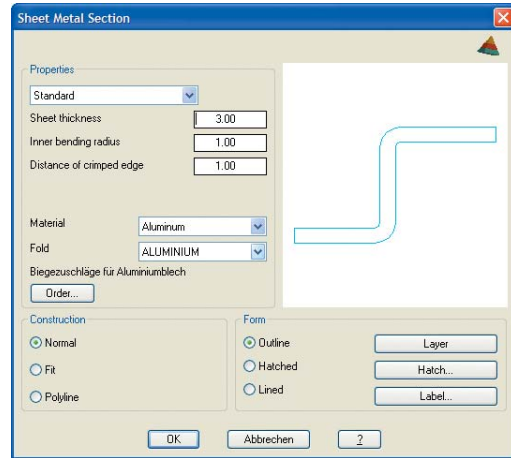 Sheet Metal Section
Properties
Standard
Sheet thickness 3.00
Inner bending radius 1.00
Distance of crimped edge 1.00
Material Aluminum
Fold ALUMINIUM
Biegezuschläge für Aluminiumblech
Order...
Construction
Normal
Fit
Polyline
Form
Outline Layer
Hatched Hatch...
Lined Label...
OK Abbrechen ?